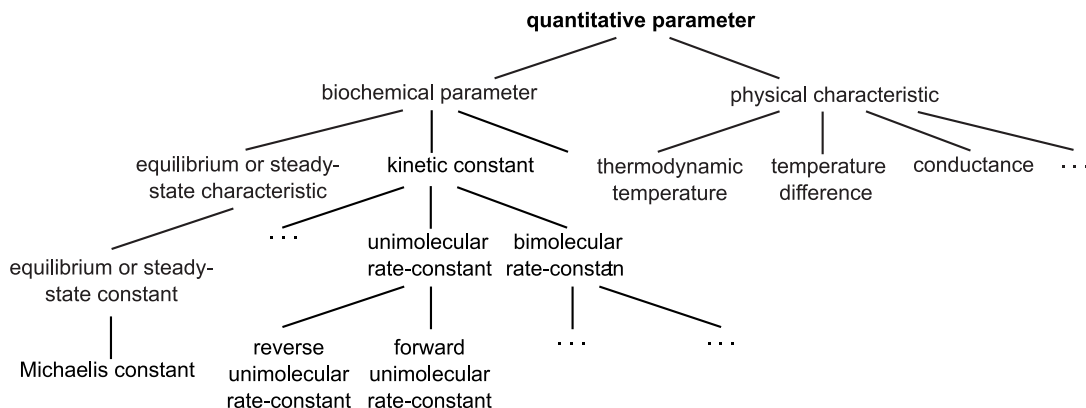 quantitative parameter
biochemical parameter
physical characteristic
equilibrium or steady-
state characteristic
kinetic constant
thermodynamic
temperature
temperature
difference
conductance
...
...
unimolecular
rate-constant
bimolecular
rate-constan
equilibrium or steady-
state constant
Michaelis constant
reverse
unimolecular
rate-constant
forward
unimolecular
rate-constant
...
...